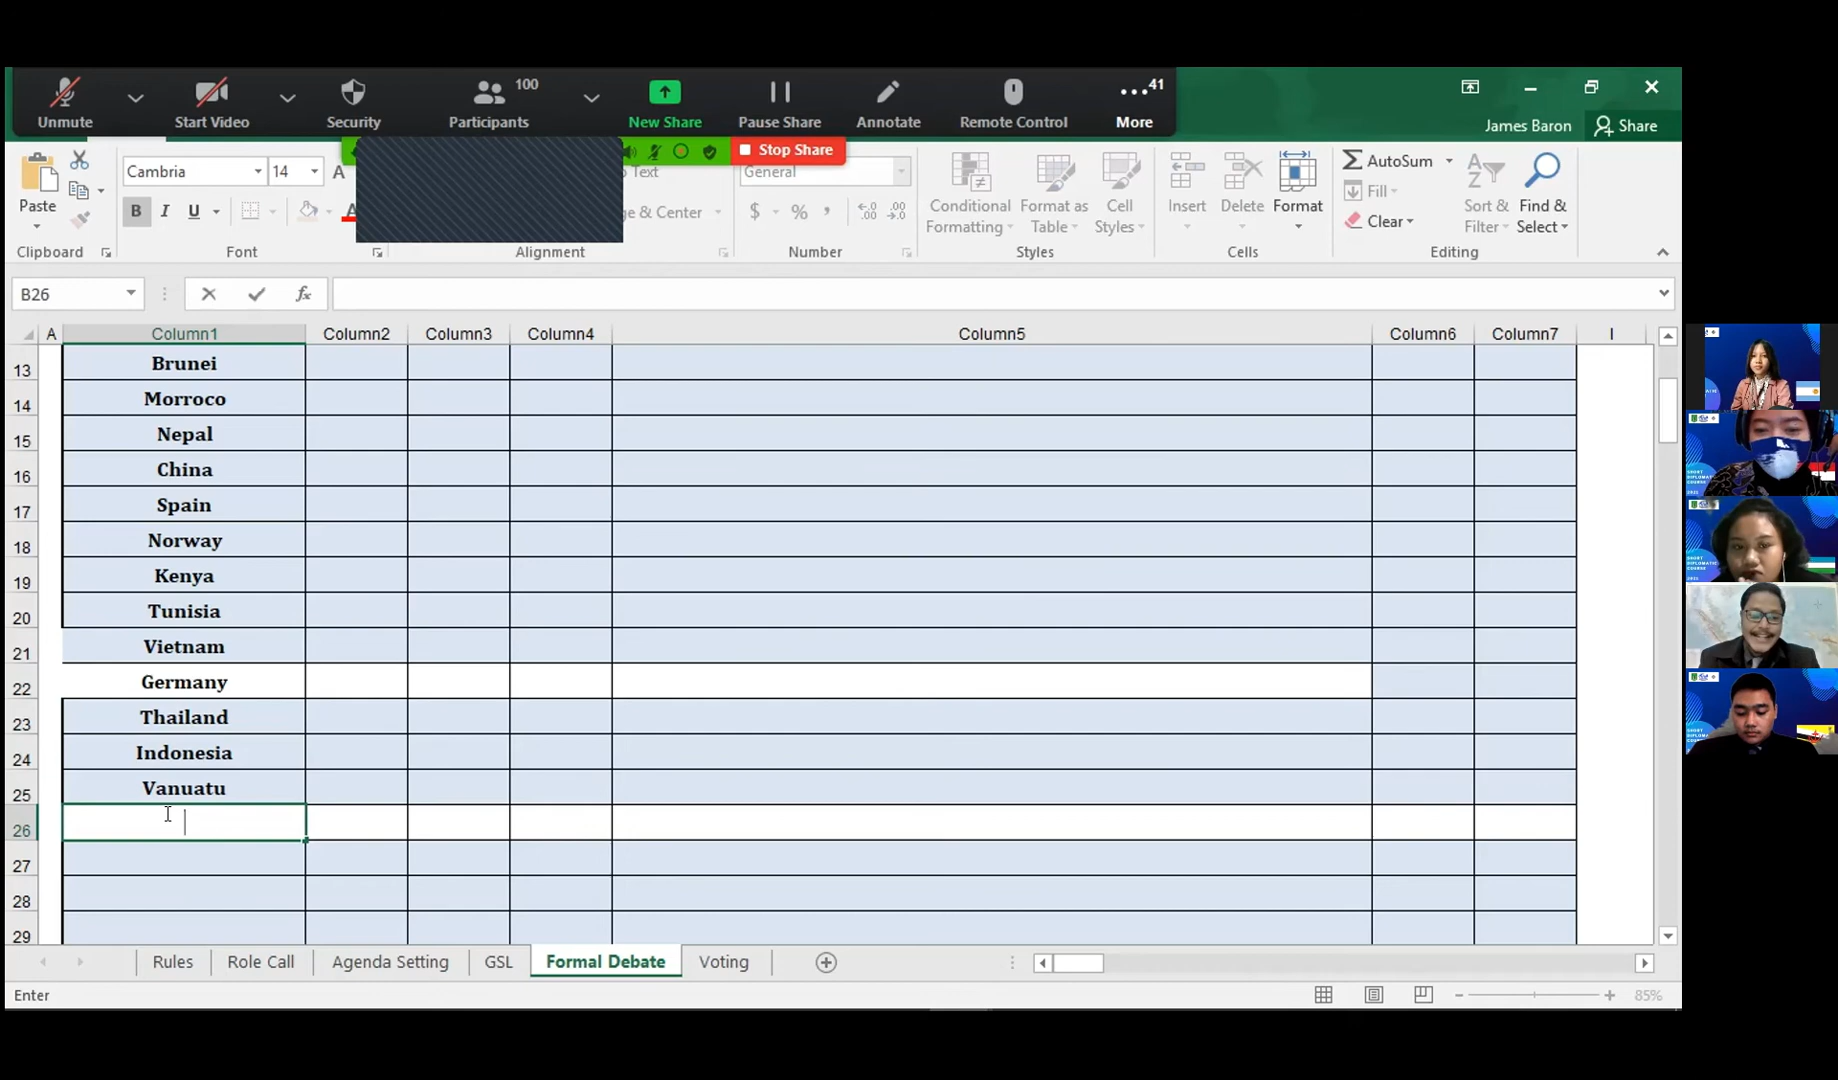 100
41
Unmute
Start Video
Security
Participants
New Share
Pause Share
Annotate
Remote Control
More
James Baron
Share
Stop Share
Cambria
14
A
Text
General
AutoSum
Fill
Clear
Paste
B I U
A
ge & Center
$ % ,
Conditional Formatting
Format as Table
Cell Styles
Insert
Delete
Format
Sort & Filter
Find & Select
Clipboard
Font
Alignment
Number
Styles
Cells
Editing
B26
fx
A Column1 Column2 Column3 Column4 Column5 Column6 Column7 I
13 Brunei
14 Morroco
15 Nepal
16 China
17 Spain
18 Norway
19 Kenya
20 Tunisia
21 Vietnam
22 Germany
23 Thailand
24 Indonesia
25 Vanuatu
26
27
28
29
Rules
Role Call
Agenda Setting
GSL
Formal Debate
Voting
Enter
85%